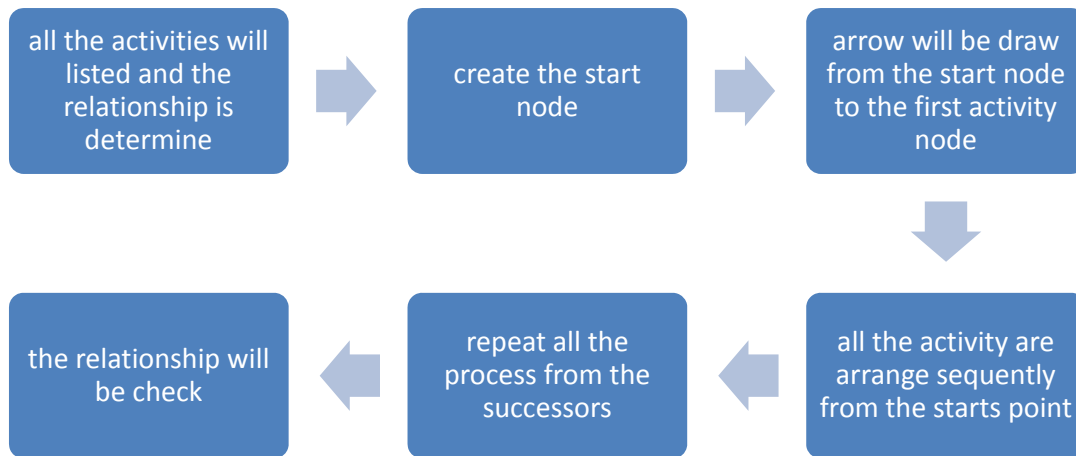 all the activities will
listed and the
relationship is
determine
create the start
node
arrow will be draw
from the start node
to the first activity
node
all the activity are
arrange sequently
from the starts point
repeat all the
process from the
successors
the relationship will
be check